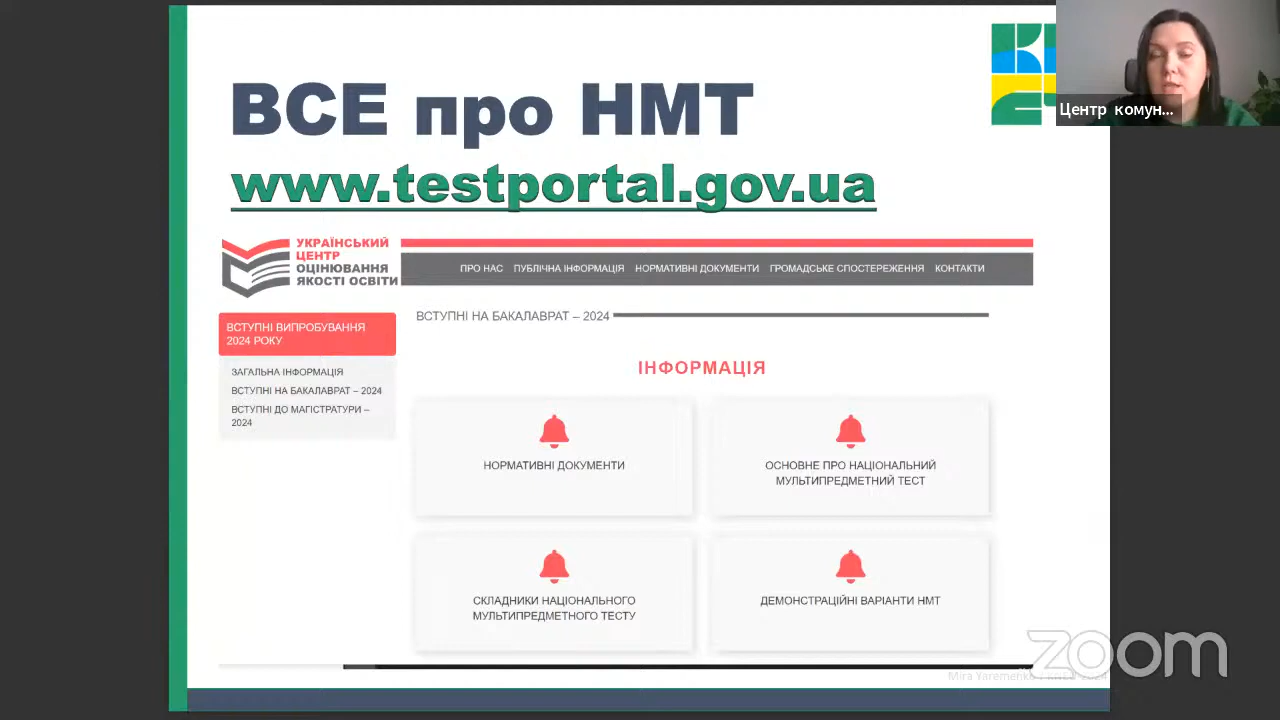 ВСЕ про НМТ
www.testportal.gov.ua
Центр комун...
УКРАЇНСЬКИЙ
ЦЕНТР
ОЦІНЮВАННЯ
ЯКОСТІ ОСВІТИ
ПРО НАС ПУБЛІЧНА ІНФОРМАЦІЯ НОРМАТИВНІ ДОКУМЕНТИ ГРОМАДСЬКЕ СПОСТЕРЕЖЕННЯ КОНТАКТИ
ВСТУПНІ ВИПРОБУВАННЯ
2024 РОКУ
ЗАГАЛЬНА ІНФОРМАЦІЯ
ВСТУПНІ НА БАКАЛАВРАТ – 2024
ВСТУПНІ ДО МАГІСТРАТУРИ –
2024
ВСТУПНІ НА БАКАЛАВРАТ – 2024
ІНФОРМАЦІЯ
НОРМАТИВНІ ДОКУМЕНТИ
ОСНОВНЕ ПРО НАЦІОНАЛЬНИЙ
МУЛЬТИПРЕДМЕТНИЙ ТЕСТ
СКЛАДНИКИ НАЦІОНАЛЬНОГО
МУЛЬТИПРЕДМЕТНОГО ТЕСТУ
ДЕМОНСТРАЦІЙНІ ВАРІАНТИ НМТ
zoom
Mira Yaremenko 2024